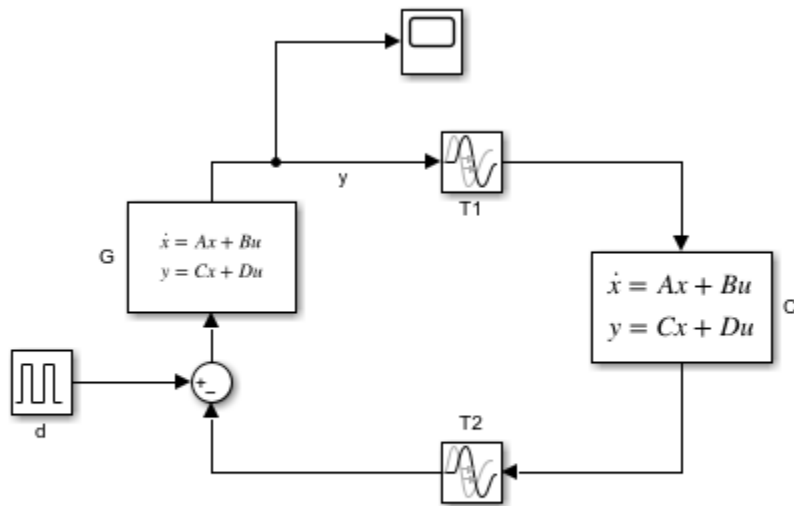 y
T1
G
ẋ = Ax + Bu
y = Cx + Du
ẋ = Ax + Bu
y = Cx + Du
+
−
d
T2